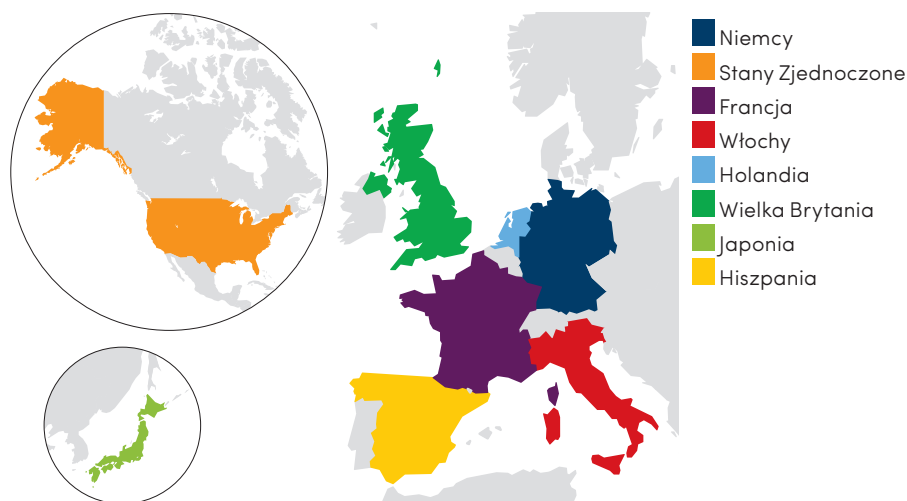 Niemcy
Stany Zjednoczone
Francja
Włochy
Holandia
Wielka Brytania
Japonia
Hiszpania